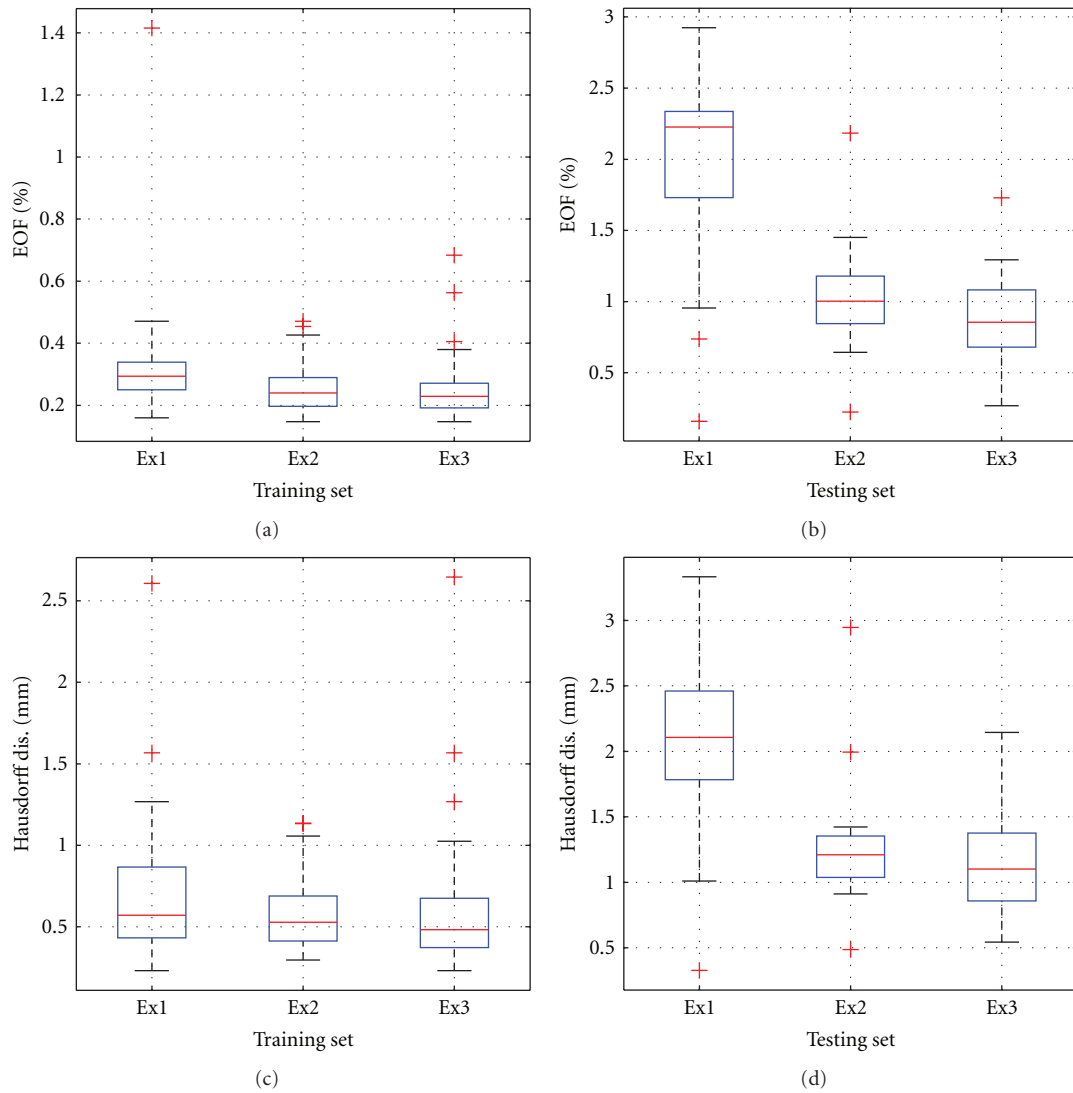 1.4
1.2
1
0.8
0.6
0.4
0.2
EOF (%)
Ex1 Ex2 Ex3
Training set
(a)
3
2.5
2
1.5
1
0.5
EOF (%)
Ex1 Ex2 Ex3
Testing set
(b)
2.5
2
1.5
1
0.5
Hausdorff dis. (mm)
Ex1 Ex2 Ex3
Training set
(c)
3
2.5
2
1.5
1
0.5
Hausdorff dis. (mm)
Ex1 Ex2 Ex3
Testing set
(d)